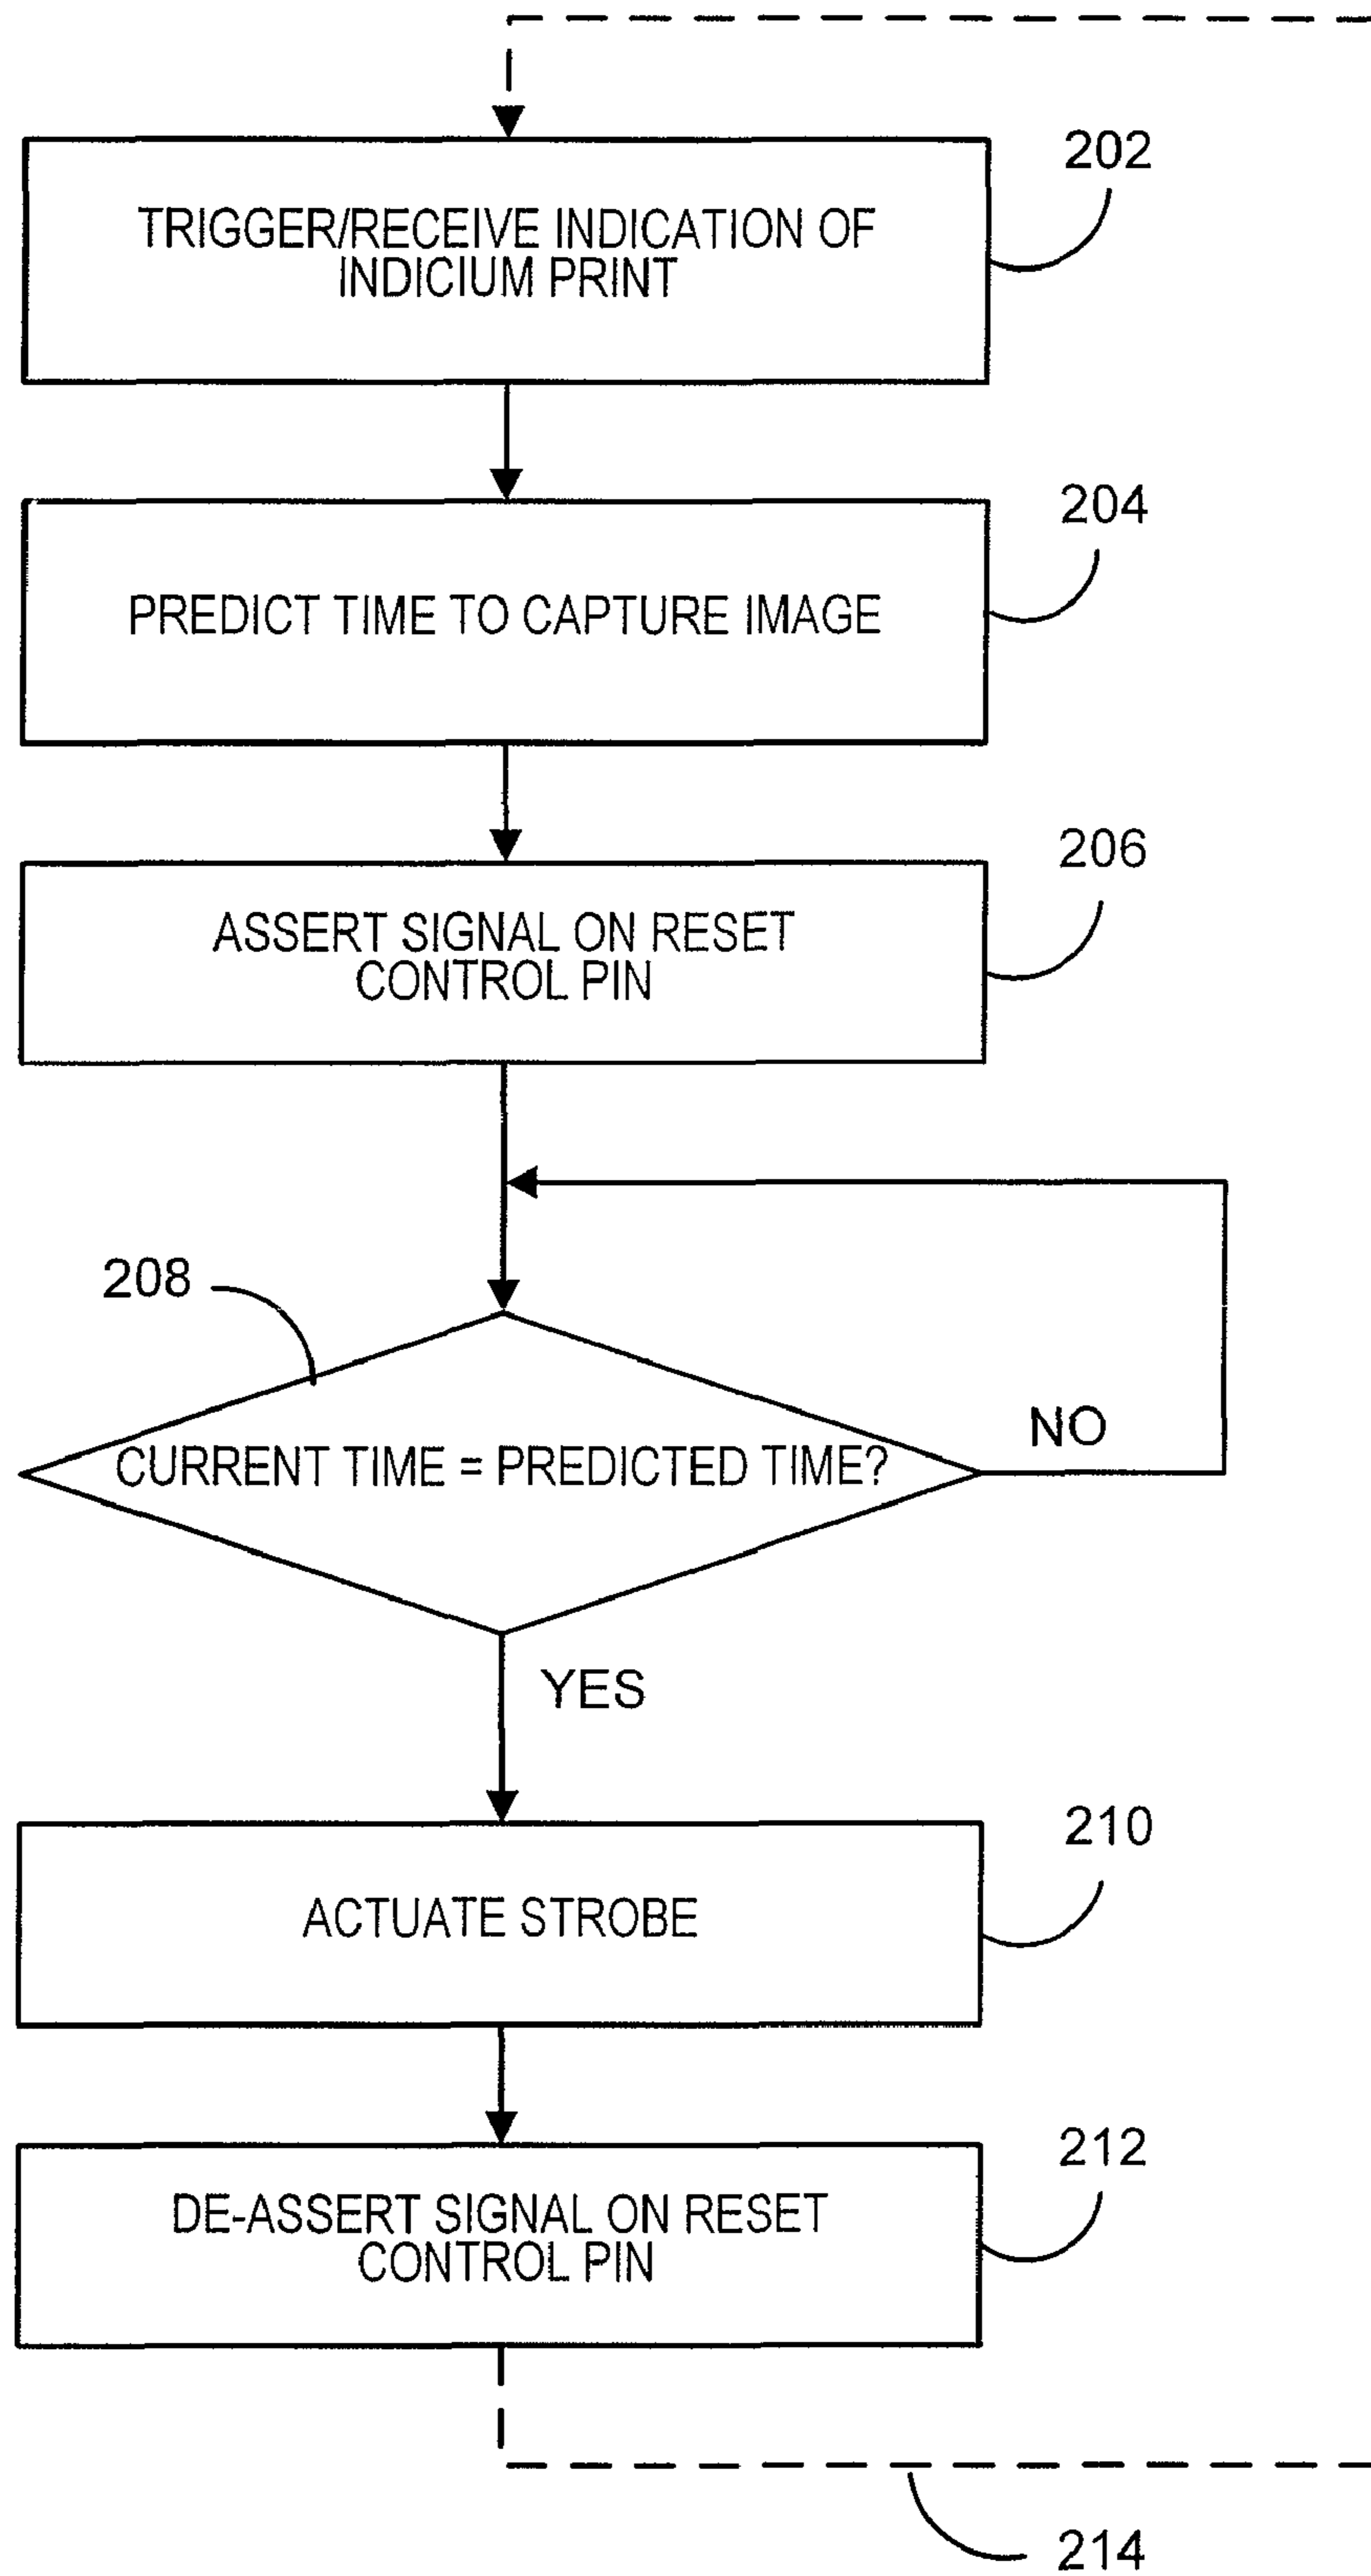 202
TRIGGER/RECEIVE INDICATION OF
INDICIUM PRINT
204
PREDICT TIME TO CAPTURE IMAGE
206
ASSERT SIGNAL ON RESET
CONTROL PIN
208
CURRENT TIME = PREDICTED TIME?
NO
YES
210
ACTUATE STROBE
212
DE-ASSERT SIGNAL ON RESET
CONTROL PIN
214